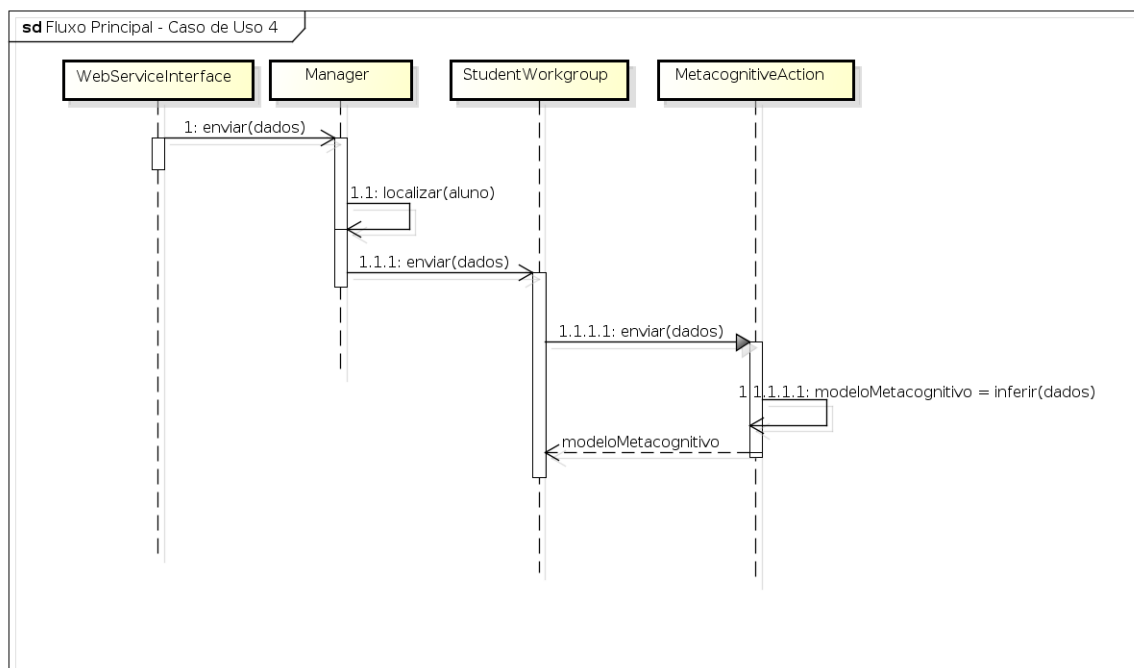 sd Fluxo Principal - Caso de Uso 4
WebServiceInterface
Manager
StudentWorkgroup
MetacognitiveAction
1: enviar(dados)
1.1: localizar(aluno)
1.1.1: enviar(dados)
1.1.1.1: enviar(dados)
1.1.1.1.1: modeloMetacognitivo = inferir(dados)
modeloMetacognitivo